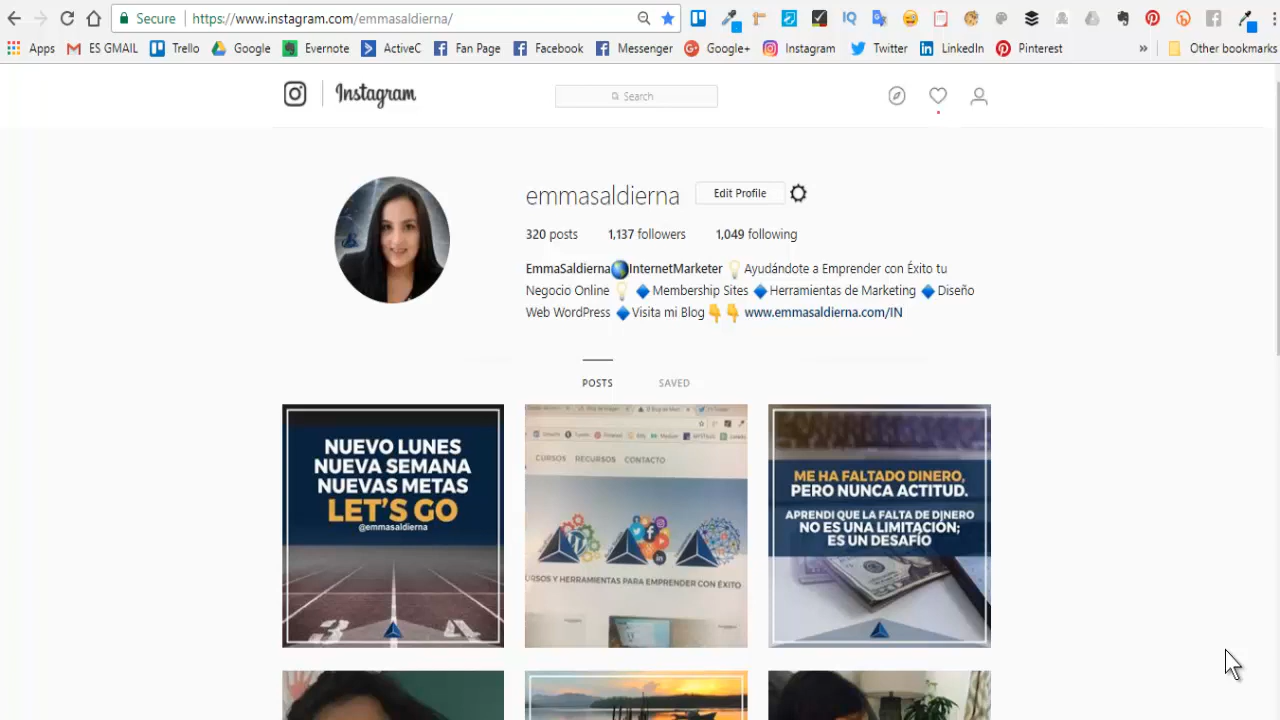 Secure https://www.instagram.com/emmasaldierna/
Apps ES GMAIL Trello Google Evernote ActiveC Fan Page Facebook Messenger Google+ Instagram Twitter LinkedIn Pinterest » Other bookmarks
Instagram Search
emmasaldierna Edit Profile
320 posts 1,137 followers 1,049 following
EmmaSaldierna🌎InternetMarketer 💡Ayudándote a Emprender con Éxito tu
Negocio Online 💡 🔷Membership Sites 🔷Herramientas de Marketing 🔷Diseño
Web WordPress 🔷Visita mi Blog👇👇 www.emmasaldierna.com/IN
POSTS SAVED
NUEVO LUNES
NUEVA SEMANA
NUEVAS METAS
LET'S GO
@emmasaldierna
3 4
CURSOS RECURSOS CONTACTO
URSOS Y HERRAMIENTAS PARA EMPRENDER CON ÉXITO
ME HA FALTADO DINERO,
PERO NUNCA ACTITUD.
APRENDI QUE LA FALTA DE DINERO
NO ES UNA LIMITACIÓN;
ES UN DESAFÍO